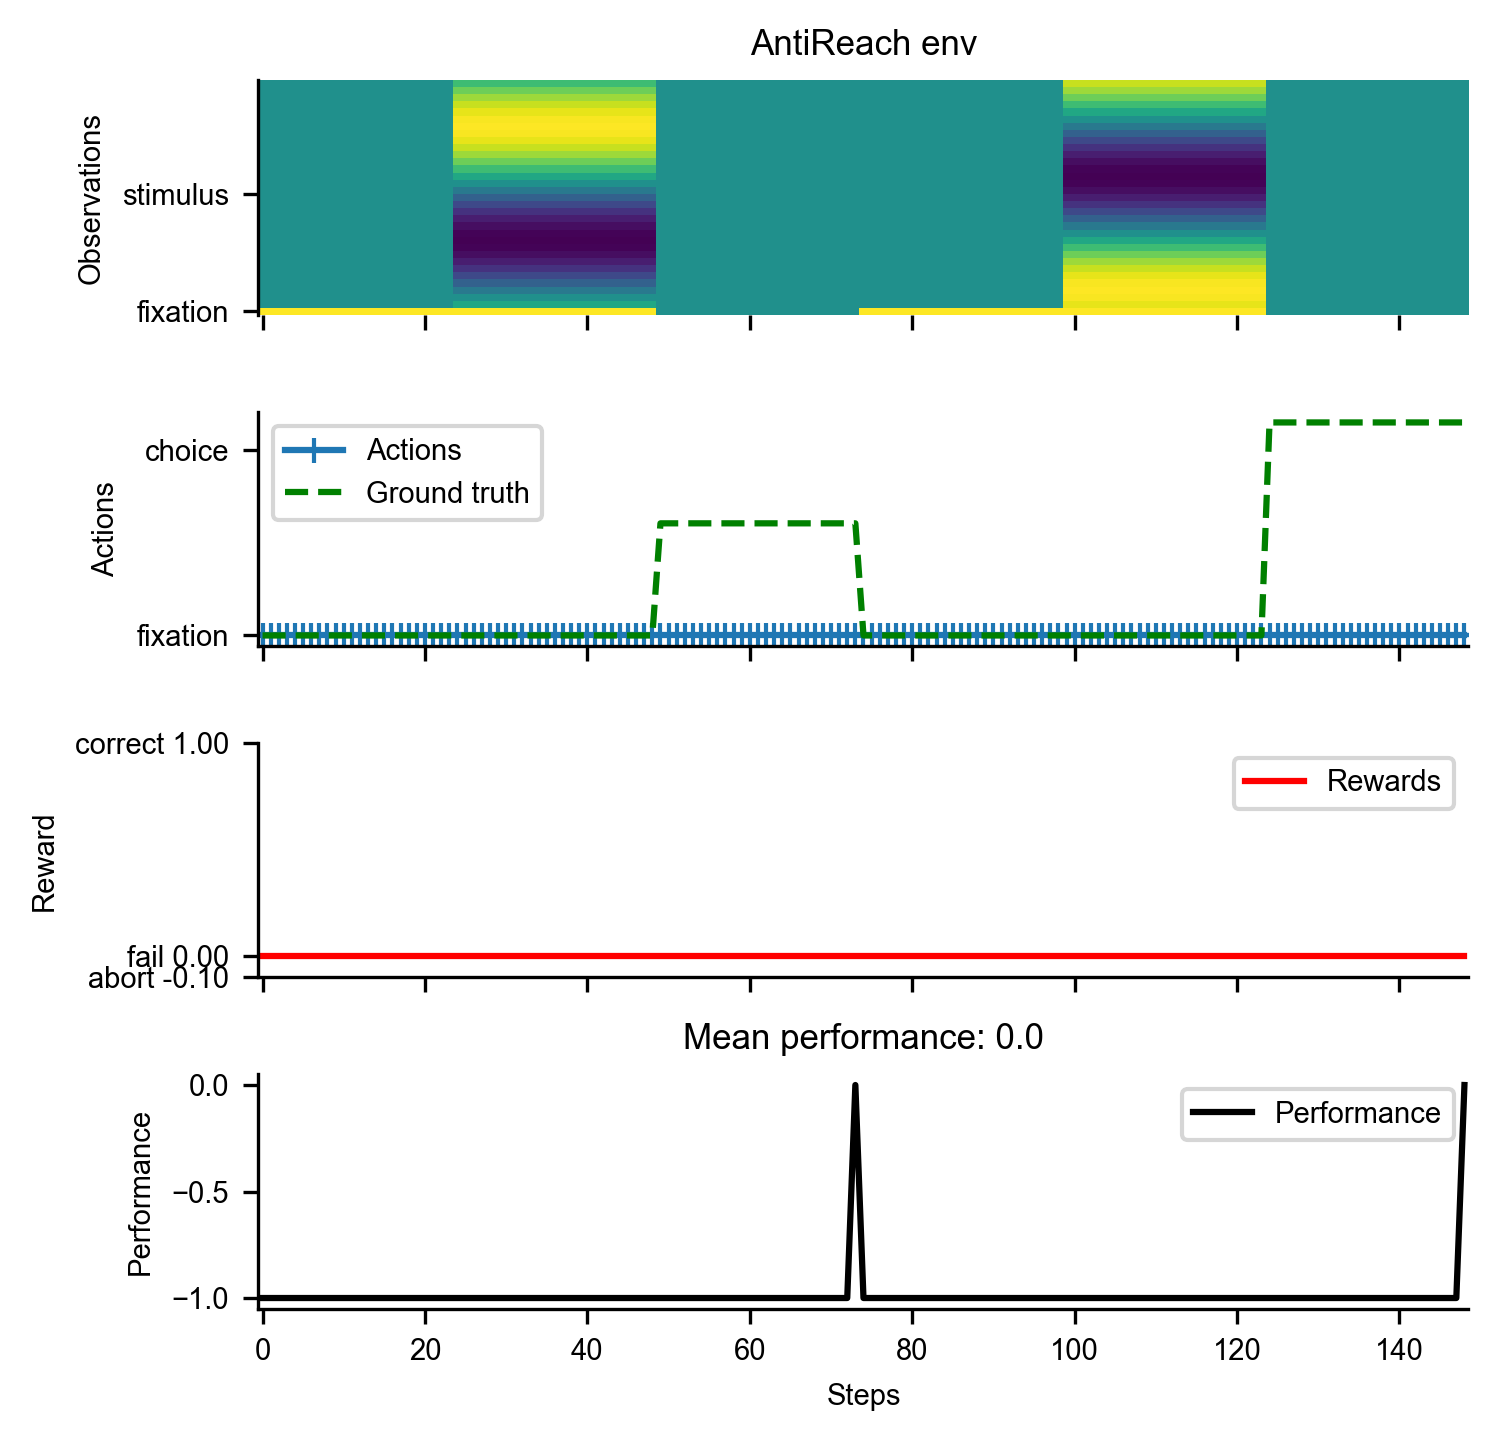 AntiReach env
Observations
stimulus
fixation
Actions
choice
fixation
Actions
Ground truth
Reward
correct 1.00
fail 0.00
abort -0.10
Rewards
Mean performance: 0.0
Performance
0.0
−0.5
−1.0
Performance
0 20 40 60 80 100 120 140
Steps